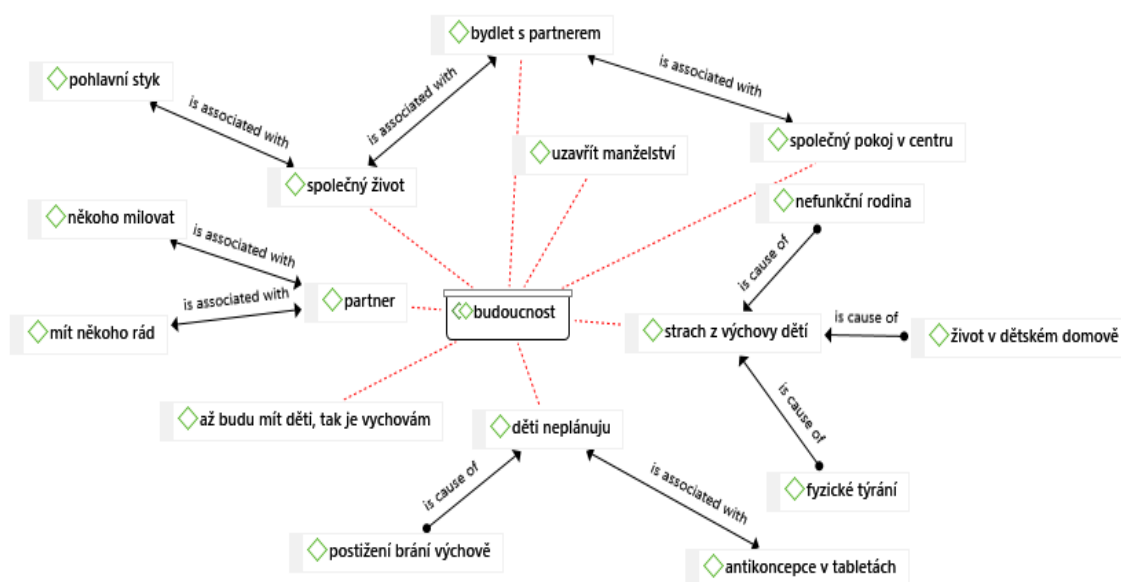 bydlet s partnerem
is associated with
pohlavní styk
is associated with
is associated with
společný pokoj v centru
uzavřít manželství
společný život
nefunkční rodina
někoho milovat
is associated with
is cause of
partner
budoucnost
is associated with
mít někoho rád
strach z výchovy dětí
is cause of
život v dětském domově
až budu mít děti, tak je vychovám
děti neplánuju
is cause of
is cause of
is associated with
fyzické týrání
postižení brání výchově
antikoncepce v tabletách